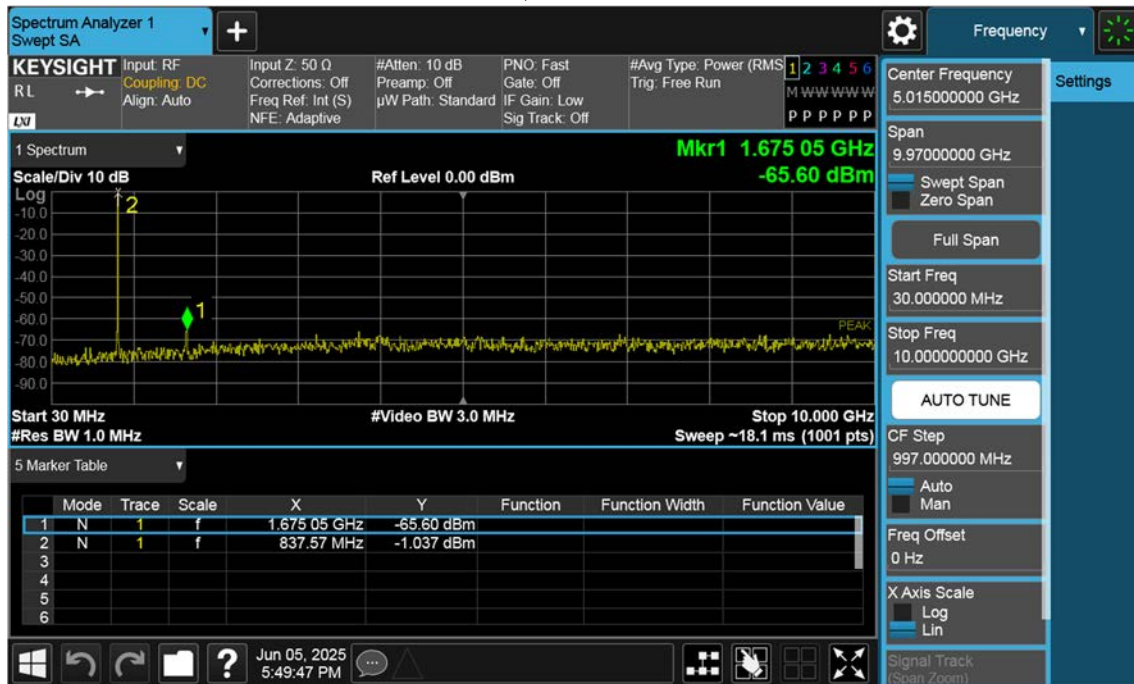 Spectrum Analyzer 1
Swept SA
+
Frequency
KEYSIGHT
RL
LXI
Input: RF
Coupling: DC
Align: Auto
Input Z: 50 Ω
Corrections: Off
Freq Ref: Int (S)
NFE: Adaptive
#Atten: 10 dB
Preamp: Off
µW Path: Standard
PNO: Fast
Gate: Off
IF Gain: Low
Sig Track: Off
#Avg Type: Power (RMS
Trig: Free Run
1 2 3 4 5 6
M W W W W W
P P P P P P
1 Spectrum
Mkr1 1.675 05 GHz
-65.60 dBm
Scale/Div 10 dB
Ref Level 0.00 dBm
Log
-10.0
-20.0
-30.0
-40.0
-50.0
-60.0
-70.0
-80.0
-90.0
2
1
PEAK
Start 30 MHz
#Video BW 3.0 MHz
Stop 10.000 GHz
#Res BW 1.0 MHz
Sweep ~18.1 ms (1001 pts)
5 Marker Table
Mode Trace Scale X Y Function Function Width Function Value
1 N 1 f 1.675 05 GHz -65.60 dBm
2 N 1 f 837.57 MHz -1.037 dBm
3
4
5
6
?
Jun 05, 2025
5:49:47 PM
Center Frequency
5.015000000 GHz
Settings
Span
9.97000000 GHz
Swept Span
Zero Span
Full Span
Start Freq
30.000000 MHz
Stop Freq
10.000000000 GHz
AUTO TUNE
CF Step
997.000000 MHz
Auto
Man
Freq Offset
0 Hz
X Axis Scale
Log
Lin
Signal Track
(Span Zoom)